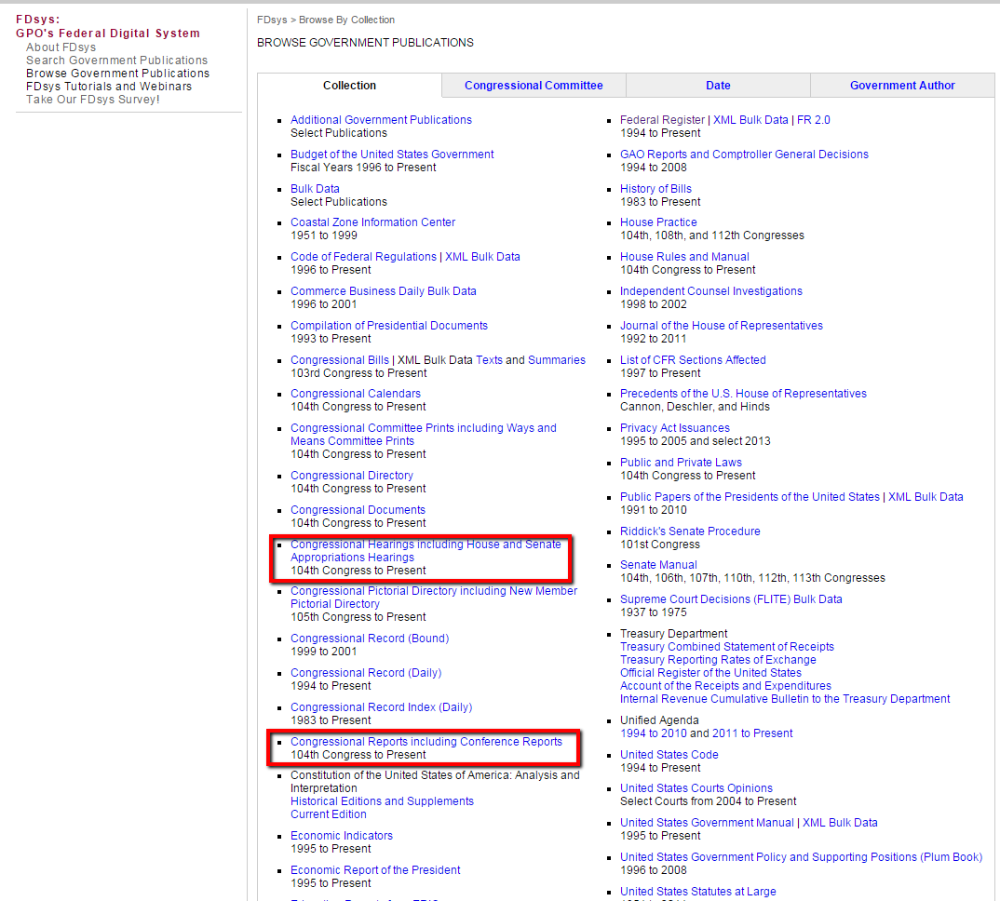 FDsys:
GPO's Federal Digital System
About FDsys
Search Government Publications
Browse Government Publications
FDsys Tutorials and Webinars
Take Our FDsys Survey!
FDsys > Browse By Collection
BROWSE GOVERNMENT PUBLICATIONS
Collection
Congressional Committee
Date
Government Author
Additional Government Publications
Select Publications
Budget of the United States Government
Fiscal Years 1996 to Present
Bulk Data
Select Publications
Coastal Zone Information Center
1951 to 1999
Code of Federal Regulations | XML Bulk Data
1996 to Present
Commerce Business Daily Bulk Data
1996 to 2001
Compilation of Presidential Documents
1993 to Present
Congressional Bills | XML Bulk Data Texts and Summaries
103rd Congress to Present
Congressional Calendars
104th Congress to Present
Congressional Committee Prints including Ways and
Means Committee Prints
104th Congress to Present
Congressional Directory
104th Congress to Present
Congressional Documents
104th Congress to Present
Congressional Hearings including House and Senate
Appropriations Hearings
104th Congress to Present
Congressional Pictorial Directory including New Member
Pictorial Directory
105th Congress to Present
Congressional Record (Bound)
1999 to 2001
Congressional Record (Daily)
1994 to Present
Congressional Record Index (Daily)
1983 to Present
Congressional Reports including Conference Reports
104th Congress to Present
Constitution of the United States of America: Analysis and
Interpretation
Historical Editions and Supplements
Current Edition
Economic Indicators
1995 to Present
Economic Report of the President
1995 to Present
Federal Register | XML Bulk Data | FR 2.0
1994 to Present
GAO Reports and Comptroller General Decisions
1994 to 2008
History of Bills
1983 to Present
House Practice
104th, 108th, and 112th Congresses
House Rules and Manual
104th Congress to Present
Independent Counsel Investigations
1998 to 2002
Journal of the House of Representatives
1992 to 2011
List of CFR Sections Affected
1997 to Present
Precedents of the U.S. House of Representatives
Cannon, Deschler, and Hinds
Privacy Act Issuances
1995 to 2005 and select 2013
Public and Private Laws
104th Congress to Present
Public Papers of the Presidents of the United States | XML Bulk Data
1991 to 2010
Riddick's Senate Procedure
101st Congress
Senate Manual
104th, 106th, 107th, 110th, 112th, 113th Congresses
Supreme Court Decisions (FLITE) Bulk Data
1937 to 1975
Treasury Department
Treasury Combined Statement of Receipts
Treasury Reporting Rates of Exchange
Official Register of the United States
Account of the Receipts and Expenditures
Internal Revenue Cumulative Bulletin to the Treasury Department
Unified Agenda
1994 to 2010 and 2011 to Present
United States Code
1994 to Present
United States Courts Opinions
Select Courts from 2004 to Present
United States Government Manual | XML Bulk Data
1995 to Present
United States Government Policy and Supporting Positions (Plum Book)
1996 to 2008
United States Statutes at Large